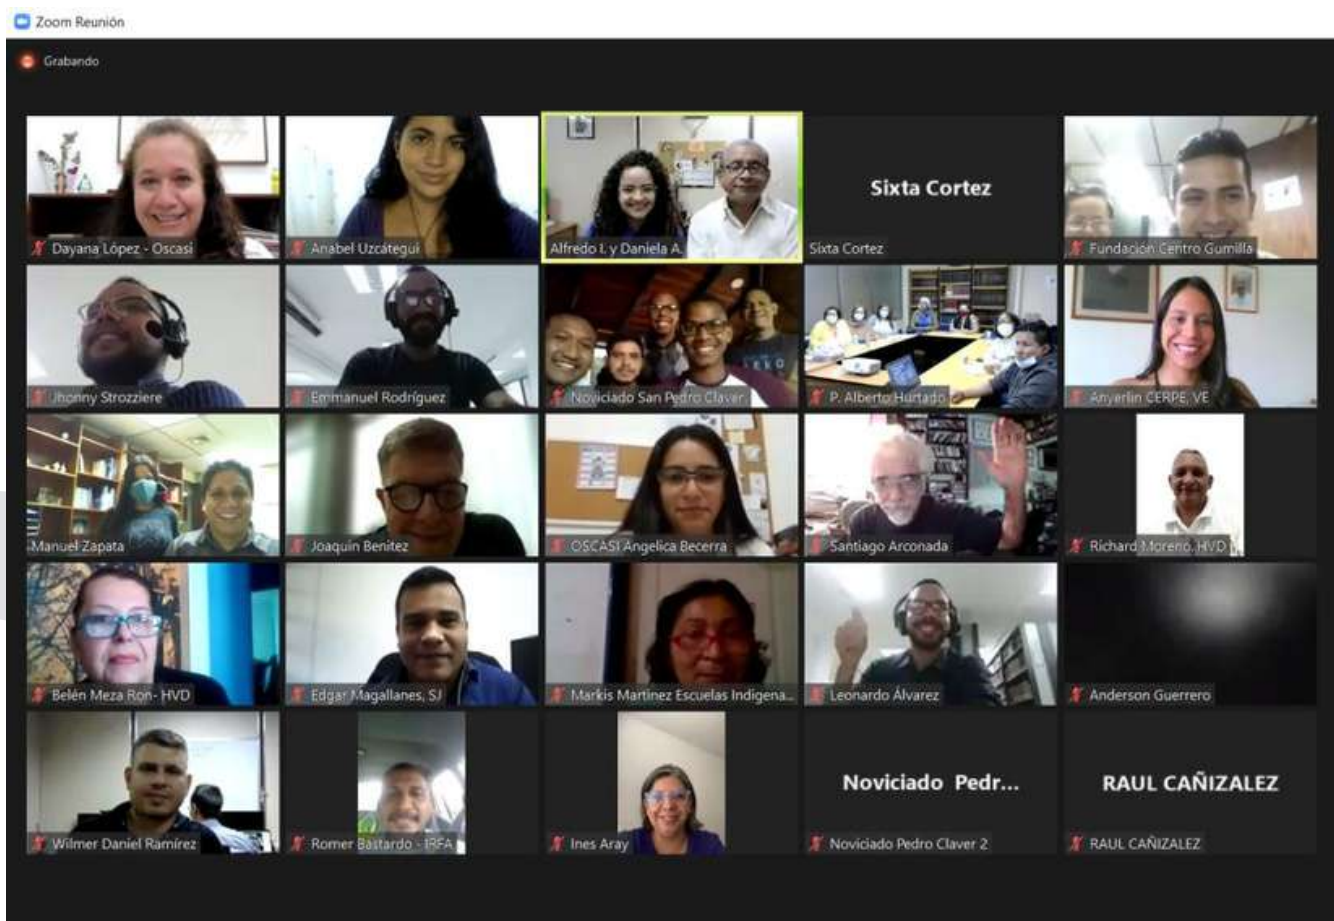 Zoom Reunión
Grabando
Dayana López - Oscasi
Anabel Uzcátegui
Alfredo I. y Daniela A.
Sixta Cortez
Sixta Cortez
Fundación Centro Gumilla
Jhonny Strozziere
Emmanuel Rodríguez
Noviciado San Pedro Claver
P. Alberto Hurtado
Anyerlin CERPE, VE
Manuel Zapata
Joaquin Benitez
OSCASI Angelica Becerra
Santiago Arconada
Richard Moreno. HVD
Belén Meza Ron- HVD
Edgar Magallanes, SJ
Markis Martinez Escuelas Indigena...
Leonardo Álvarez
Anderson Guerrero
Wilmer Daniel Ramírez
Romer Bastardo - IRFA
Ines Aray
Noviciado Pedr...
Noviciado Pedro Claver 2
RAUL CAÑIZALEZ
RAUL CAÑIZALEZ